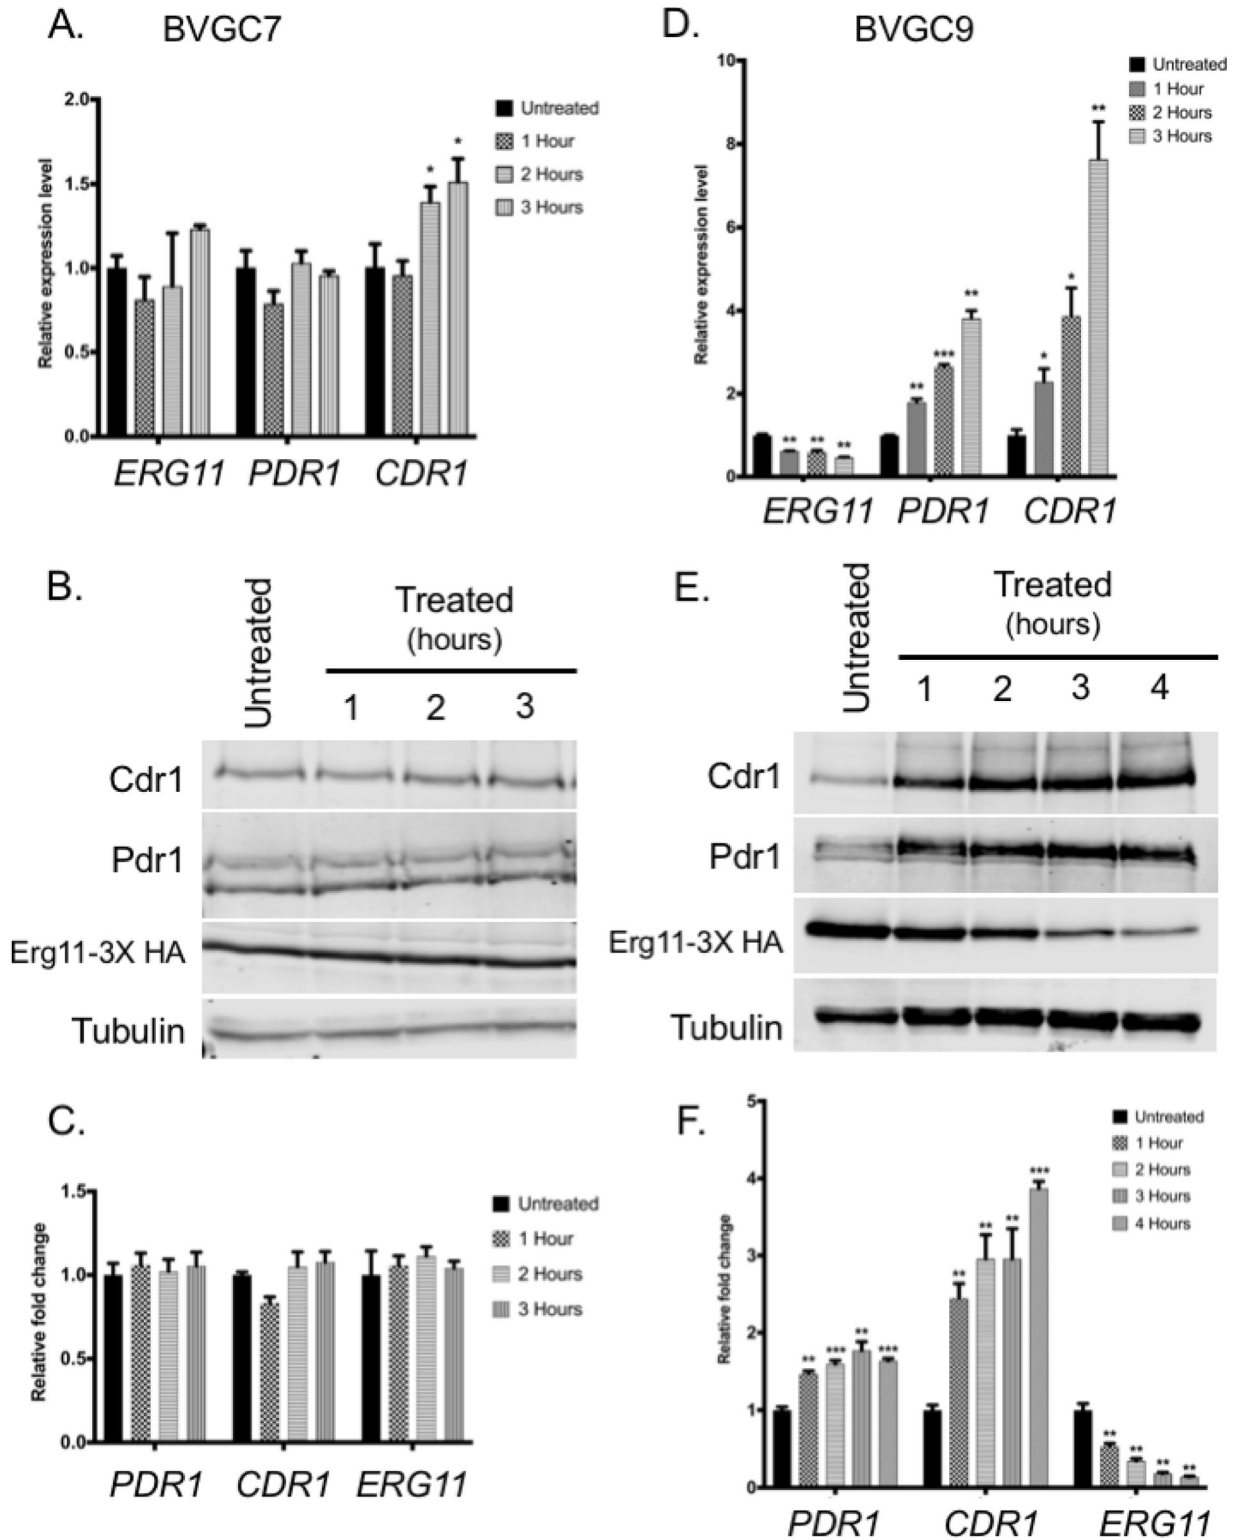 A.
BVGC7
2.0
1.5
1.0
0.5
0.0
Relative expression level
Untreated
1 Hour
2 Hours
3 Hours
*
*
ERG11
PDR1
CDR1
B.
Untreated
Treated
(hours)
1
2
3
Cdr1
Pdr1
Erg11-3X HA
Tubulin
C.
1.5
1.0
0.5
0.0
Relative fold change
Untreated
1 Hour
2 Hours
3 Hours
PDR1
CDR1
ERG11
D.
BVGC9
10
8
6
4
2
0
Relative expression level
Untreated
1 Hour
2 Hours
3 Hours
**
**
**
**
***
**
*
*
**
ERG11
PDR1
CDR1
E.
Untreated
Treated
(hours)
1
2
3
4
Cdr1
Pdr1
Erg11-3X HA
Tubulin
F.
5
4
3
2
1
0
Relative fold change
Untreated
1 Hour
2 Hours
3 Hours
4 Hours
**
***
**
***
**
**
**
***
**
**
**
**
PDR1
CDR1
ERG11